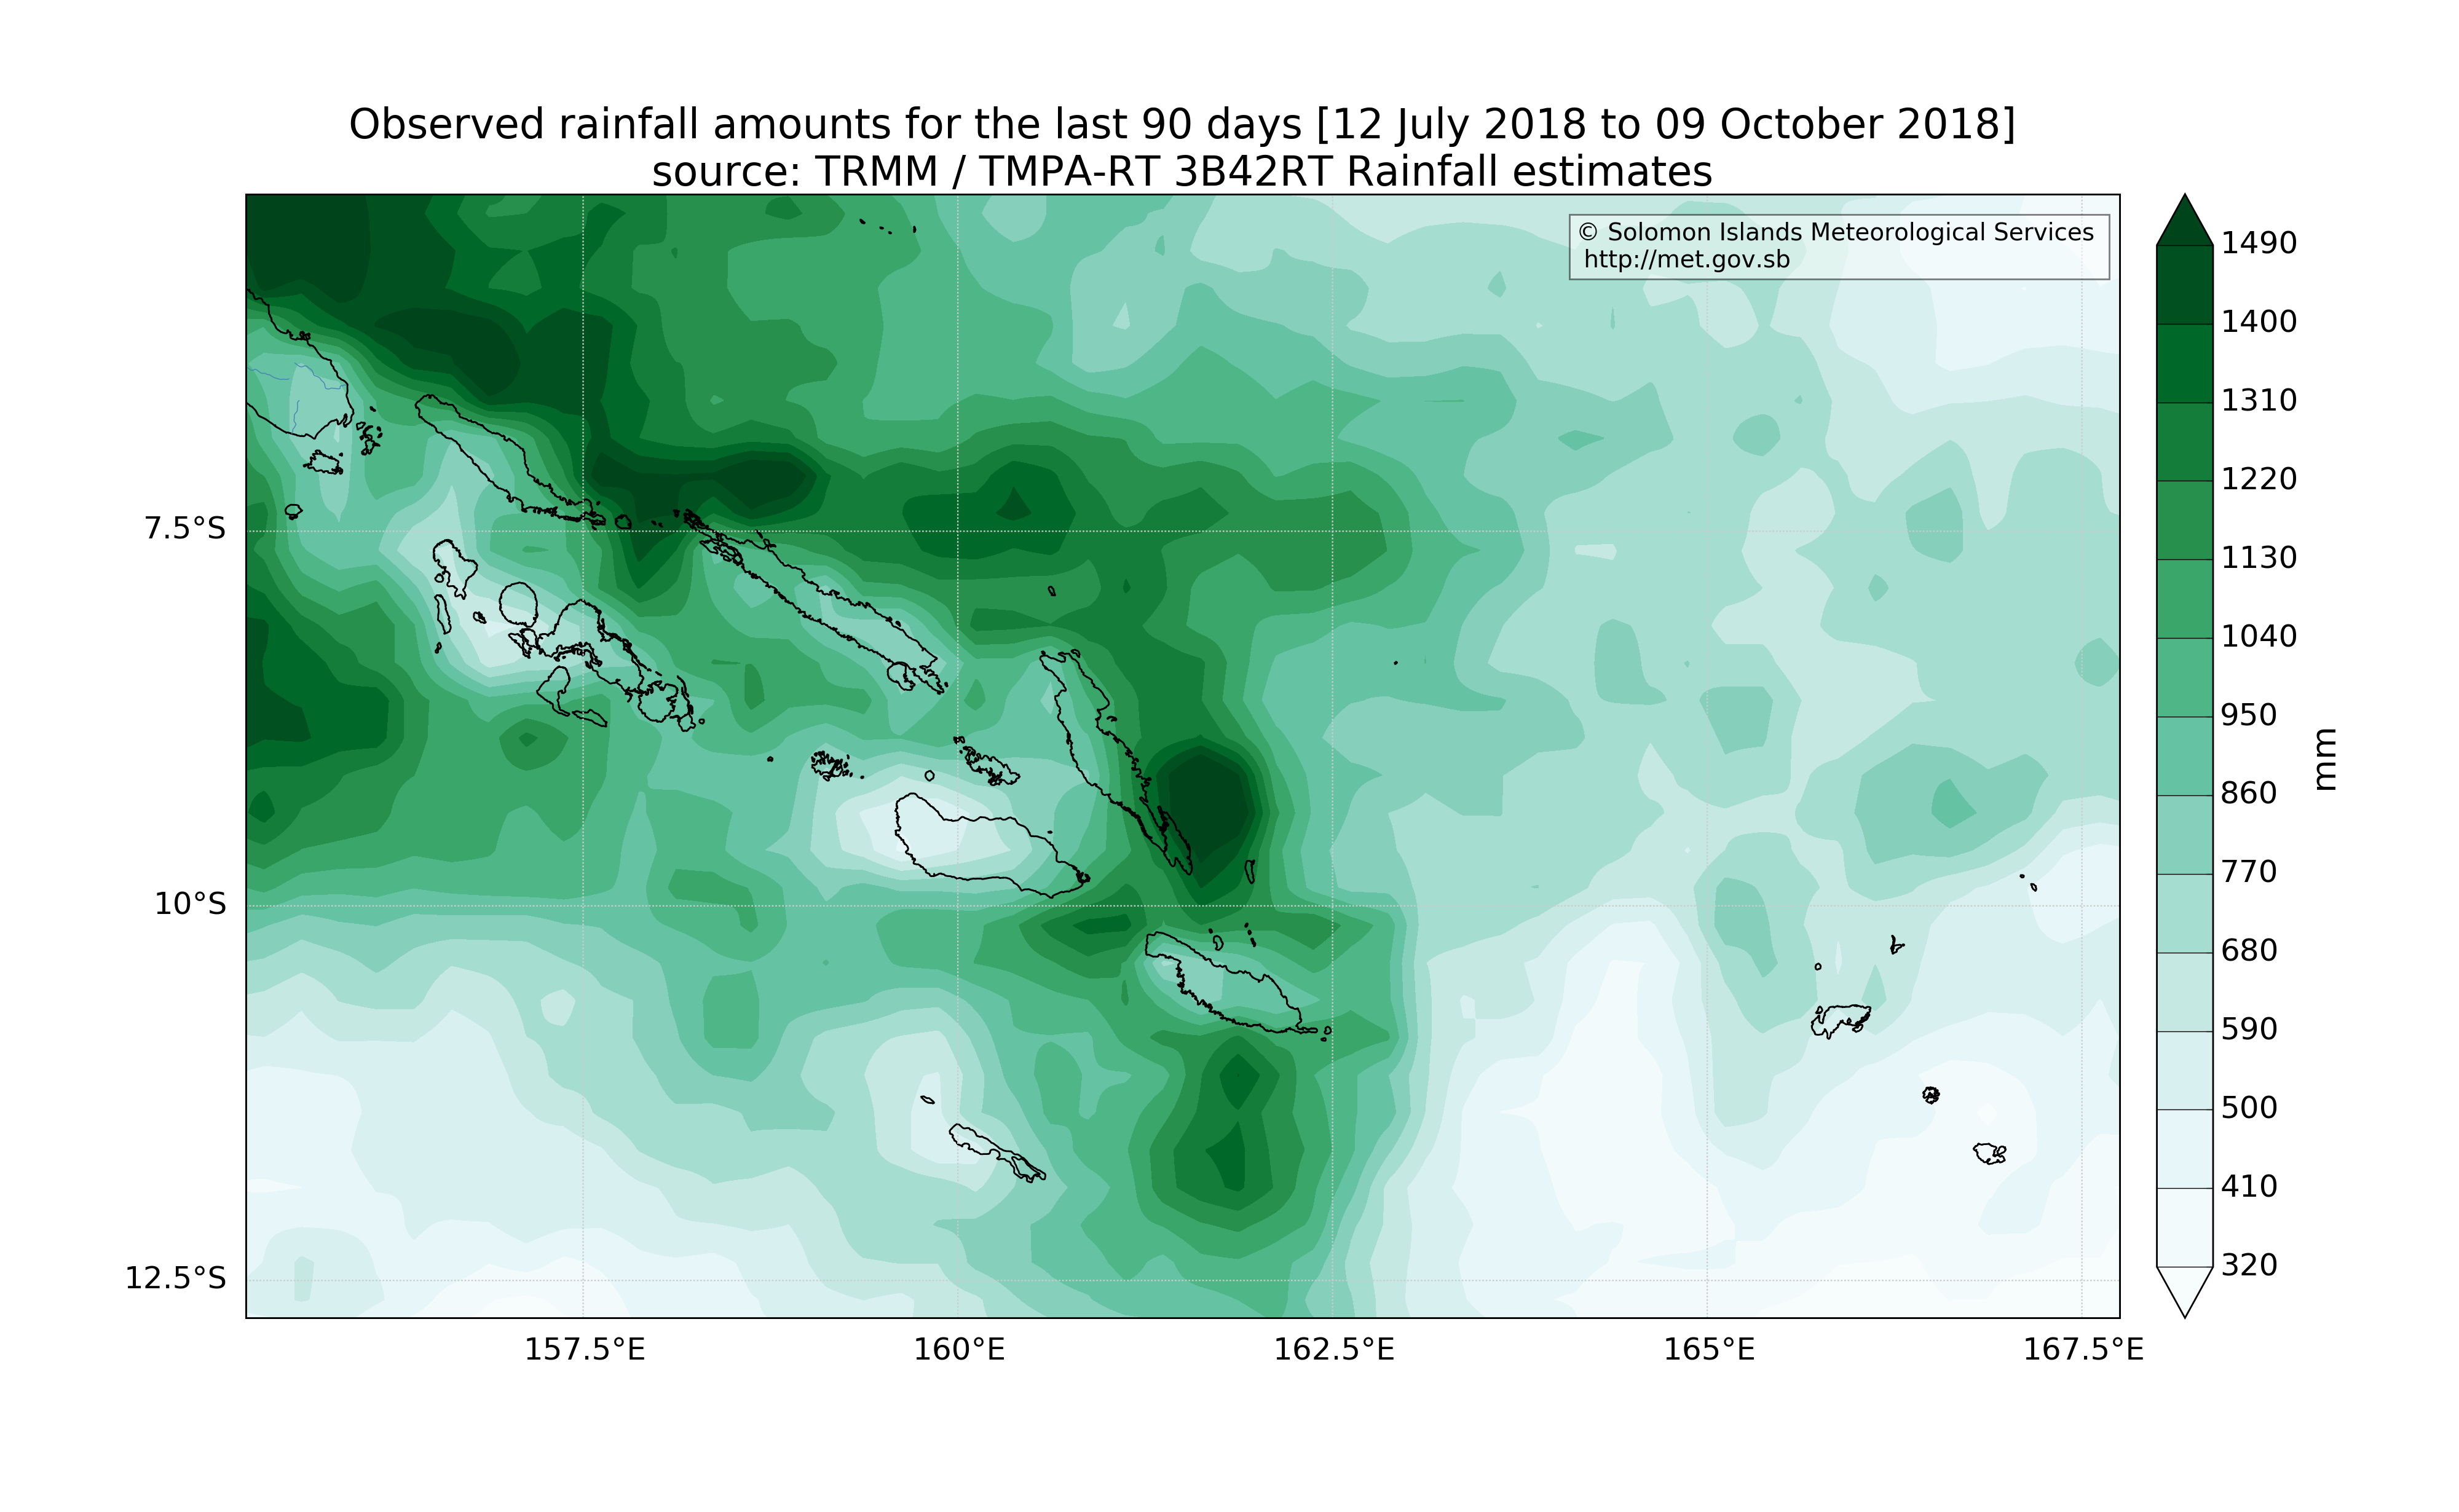 Observed rainfall amounts for the last 90 days [12 July 2018 to 09 October 2018]
source: TRMM / TMPA-RT 3B42RT Rainfall estimates
© Solomon Islands Meteorological Services
http://met.gov.sb
7.5°S
10°S
12.5°S
157.5°E
160°E
162.5°E
165°E
167.5°E
1490
1400
1310
1220
1130
1040
950
860
770
680
590
500
410
320
mm